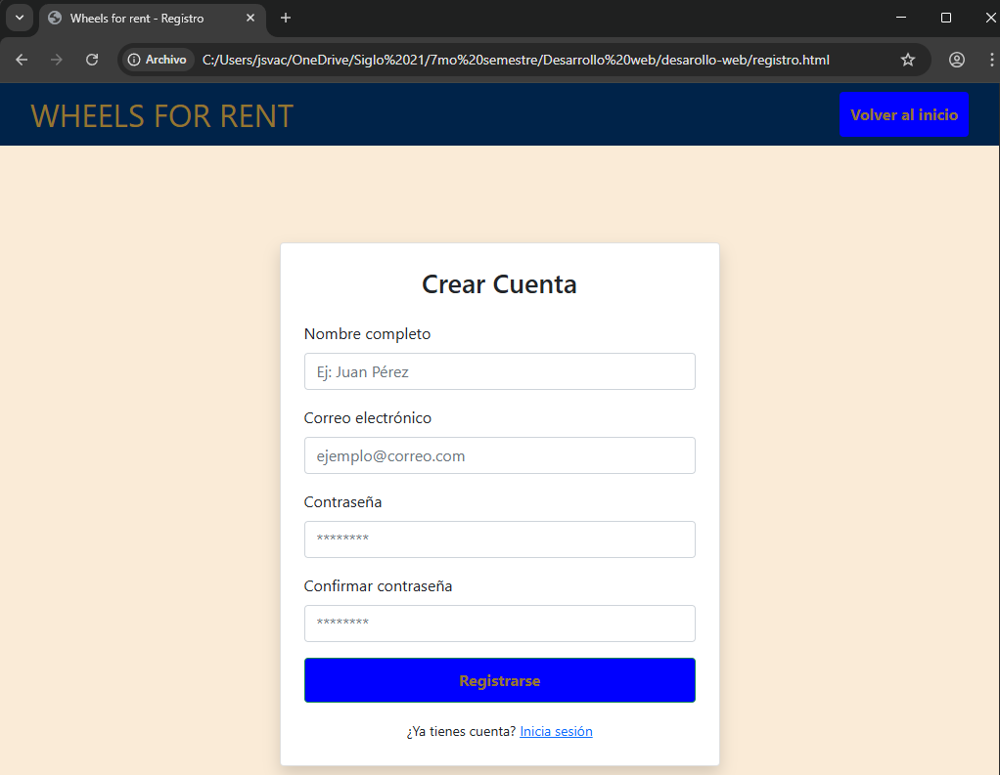 Wheels for rent - Registro
Archivo C:/Users/jsvac/OneDrive/Siglo%2021/7mo%20semestre/Desarrollo%20web/desarollo-web/registro.html
WHEELS FOR RENT
Volver al inicio
Crear Cuenta
Nombre completo
Ej: Juan Pérez
Correo electrónico
ejemplo@correo.com
Contraseña
********
Confirmar contraseña
********
Registrarse
¿Ya tienes cuenta? Inicia sesión